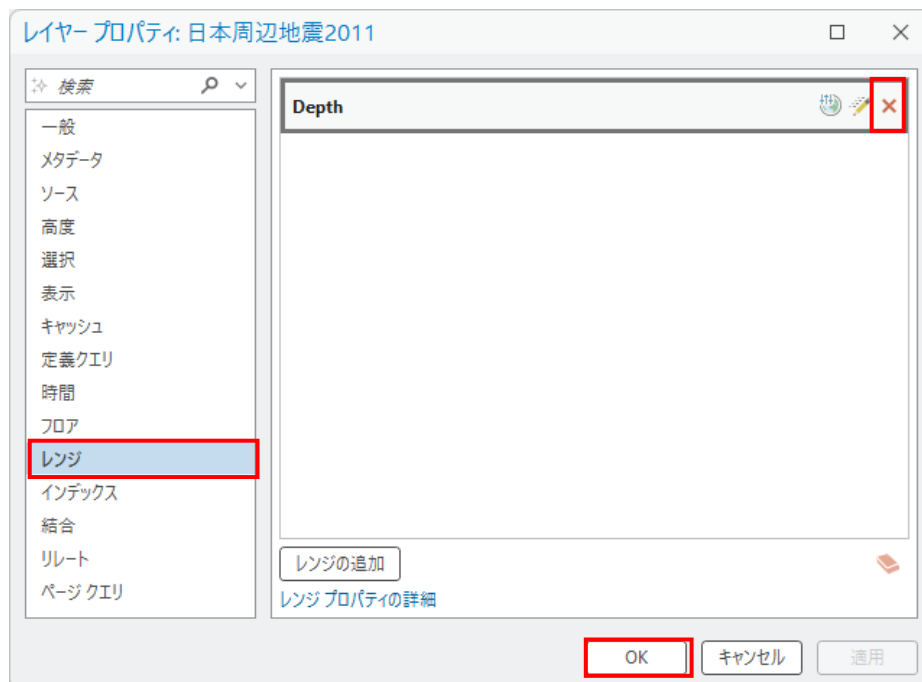 レイヤー プロパティ: 日本周辺地震2011
検索
一般
メタデータ
ソース
高度
選択
表示
キャッシュ
定義クエリ
時間
フロア
レンジ
インデックス
結合
リレート
ページ クエリ
Depth
レンジの追加
レンジ プロパティの詳細
OK
キャンセル
適用